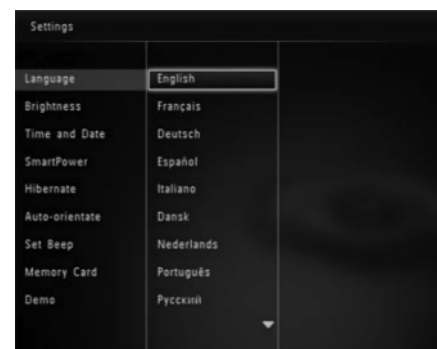 Settings
Language
English
Brightness
Français
Time and Date
Deutsch
SmartPower
Español
Hibernate
Italiano
Auto-orientate
Dansk
Set Beep
Nederlands
Memory Card
Português
Demo
Русский